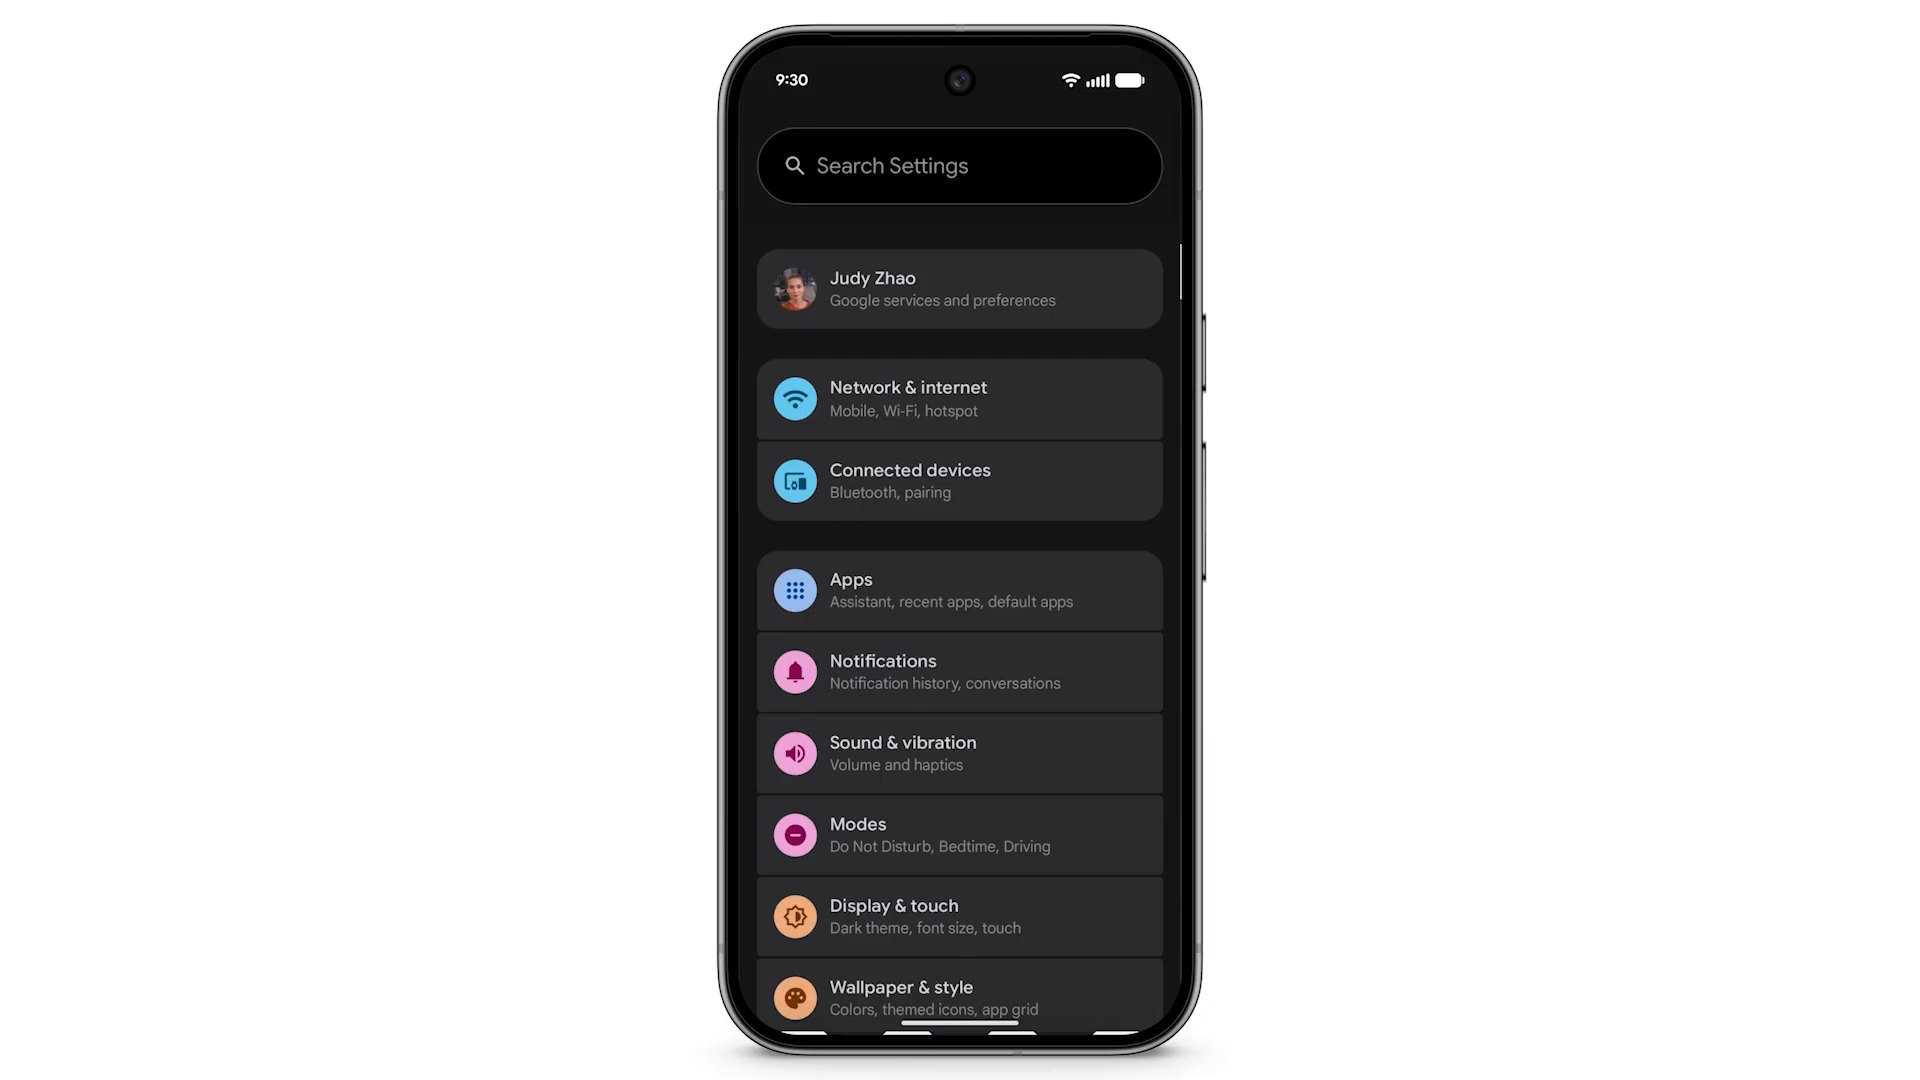 9:30
Search Settings
Judy Zhao
Google services and preferences
Network & internet
Mobile, Wi-Fi, hotspot
Connected devices
Bluetooth, pairing
Apps
Assistant, recent apps, default apps
Notifications
Notification history, conversations
Sound & vibration
Volume and haptics
Modes
Do Not Disturb, Bedtime, Driving
Display & touch
Dark theme, font size, touch
Wallpaper & style
Colors, themed icons, app grid